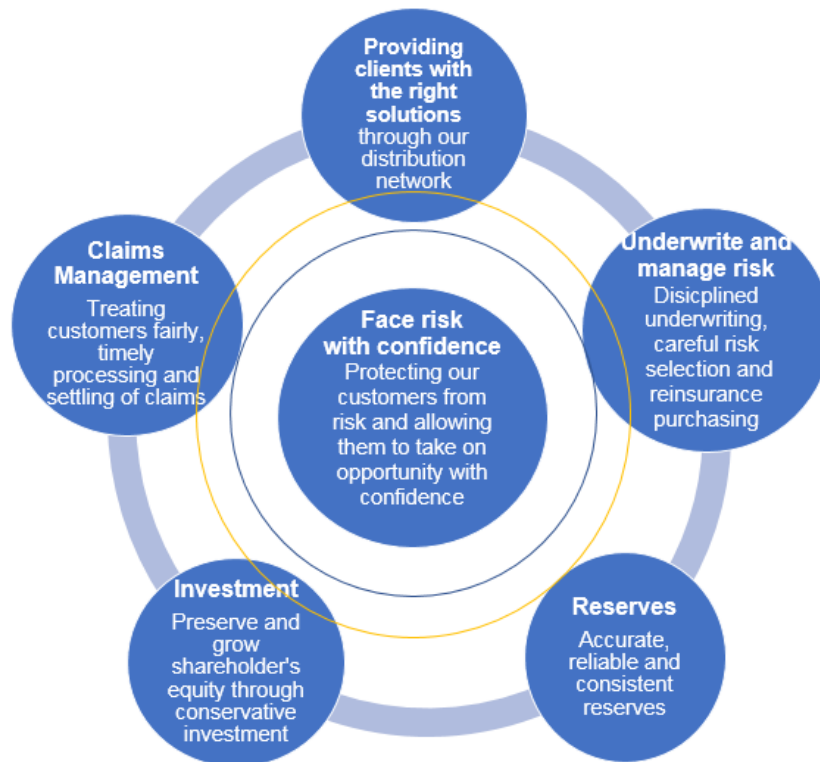 Providing
clients with
the right
solutions
through our
distribution
network
Underwrite and
manage risk
Disicplined
underwriting,
careful risk
selection and
reinsurance
purchasing
Reserves
Accurate,
reliable and
consistent
reserves
Investment
Preserve and
grow
shareholder's
equity through
conservative
investment
Claims
Management
Treating
customers fairly,
timely
processing and
settling of claims
Face risk
with confidence
Protecting our
customers from
risk and allowing
them to take on
opportunity with
confidence